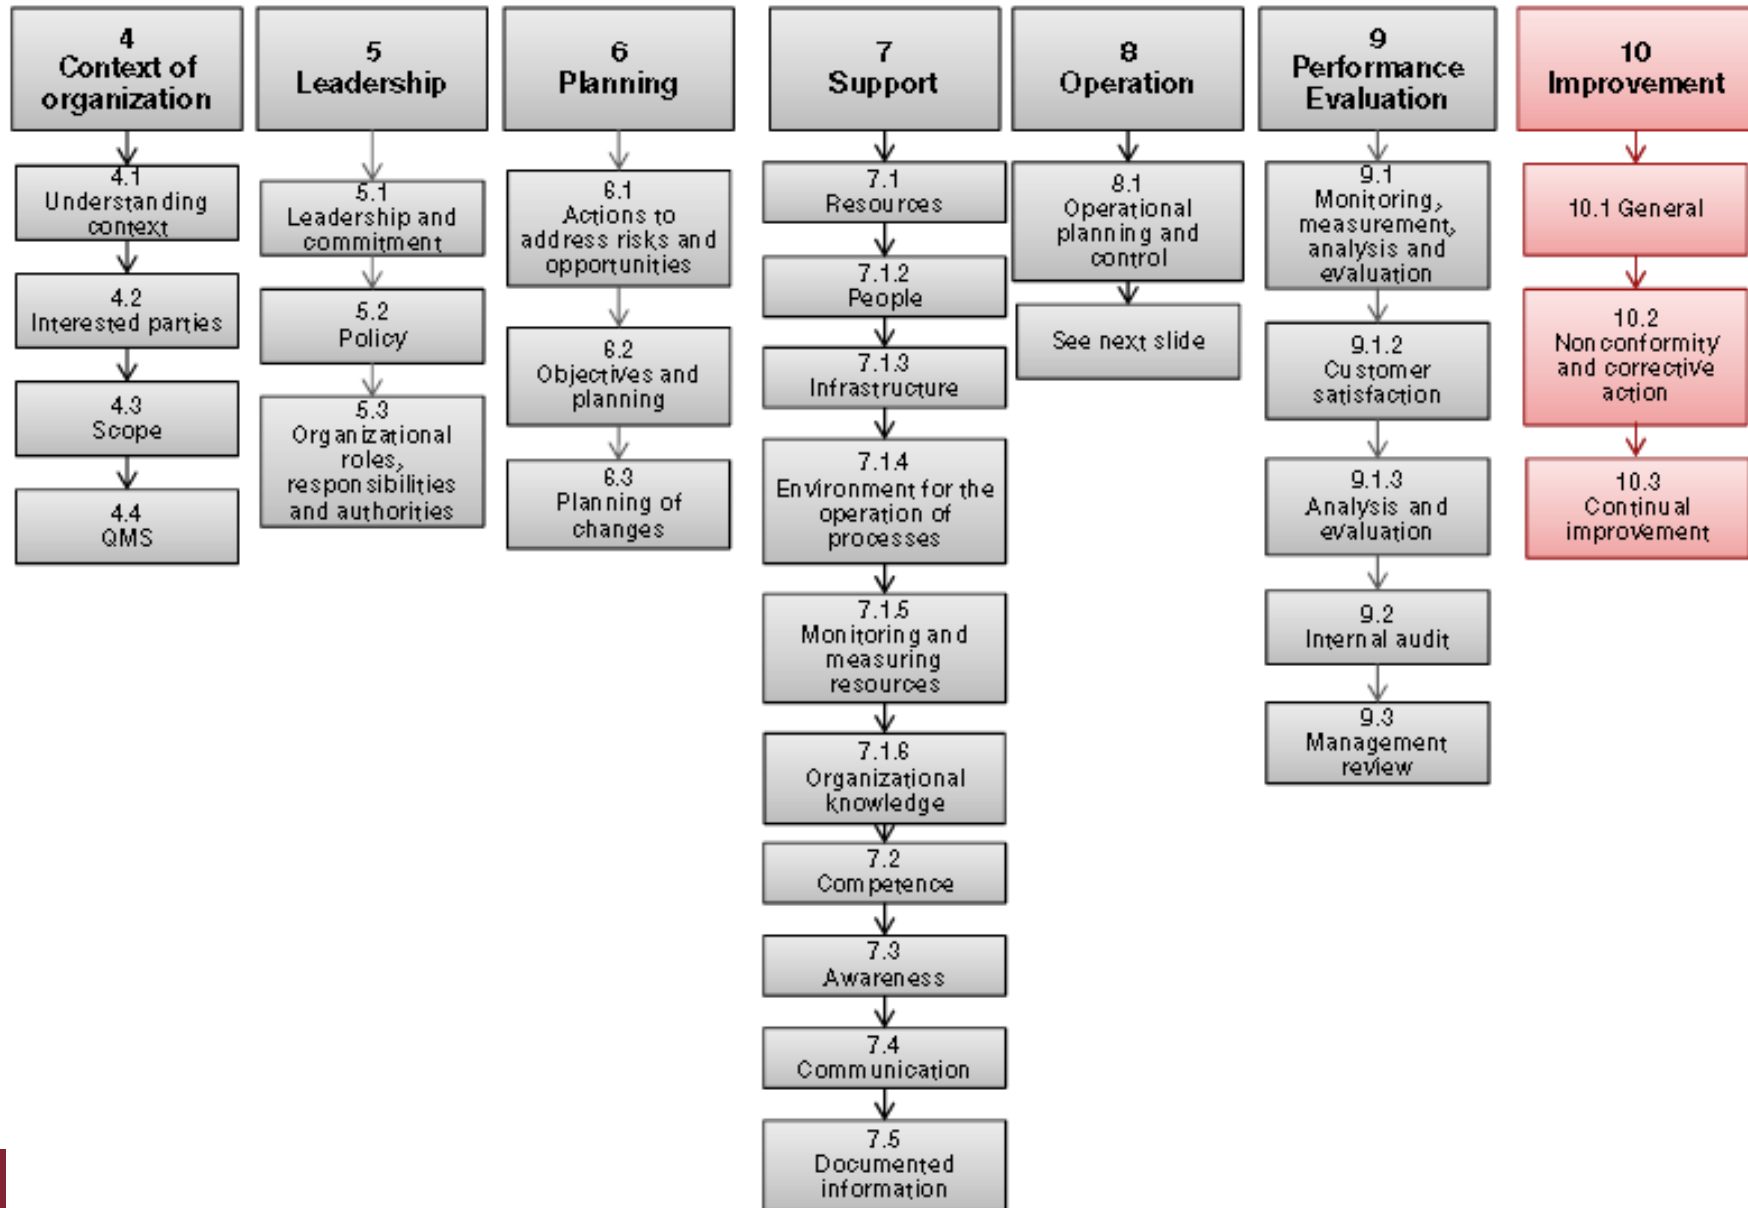 4
Context of
organization
4.1
Understanding
context
4.2
Interested parties
4.3
Scope
4.4
QMS
5
Leadership
5.1
Leadership and
commitment
5.2
Policy
5.3
Organizational
roles,
responsibilities
and authorities
6
Planning
6.1
Actions to
address risks and
opportunities
6.2
Objectives and
planning
6.3
Planning of
changes
7
Support
7.1
Resources
7.1.2
People
7.1.3
Infrastructure
7.1.4
Environment for the
operation of
processes
7.1.5
Monitoring and
measuring
resources
7.1.6
Organizational
knowledge
7.2
Competence
7.3
Awareness
7.4
Communication
7.5
Documented
information
8
Operation
8.1
Operational
planning and
control
See next slide
9
Performance
Evaluation
9.1
Monitoring,
measurement,
analysis and
evaluation
9.1.2
Customer
satisfaction
9.1.3
Analysis and
evaluation
9.2
Internal audit
9.3
Management
review
10
Improvement
10.1 General
10.2
Nonconformity
and corrective
action
10.3
Continual
improvement